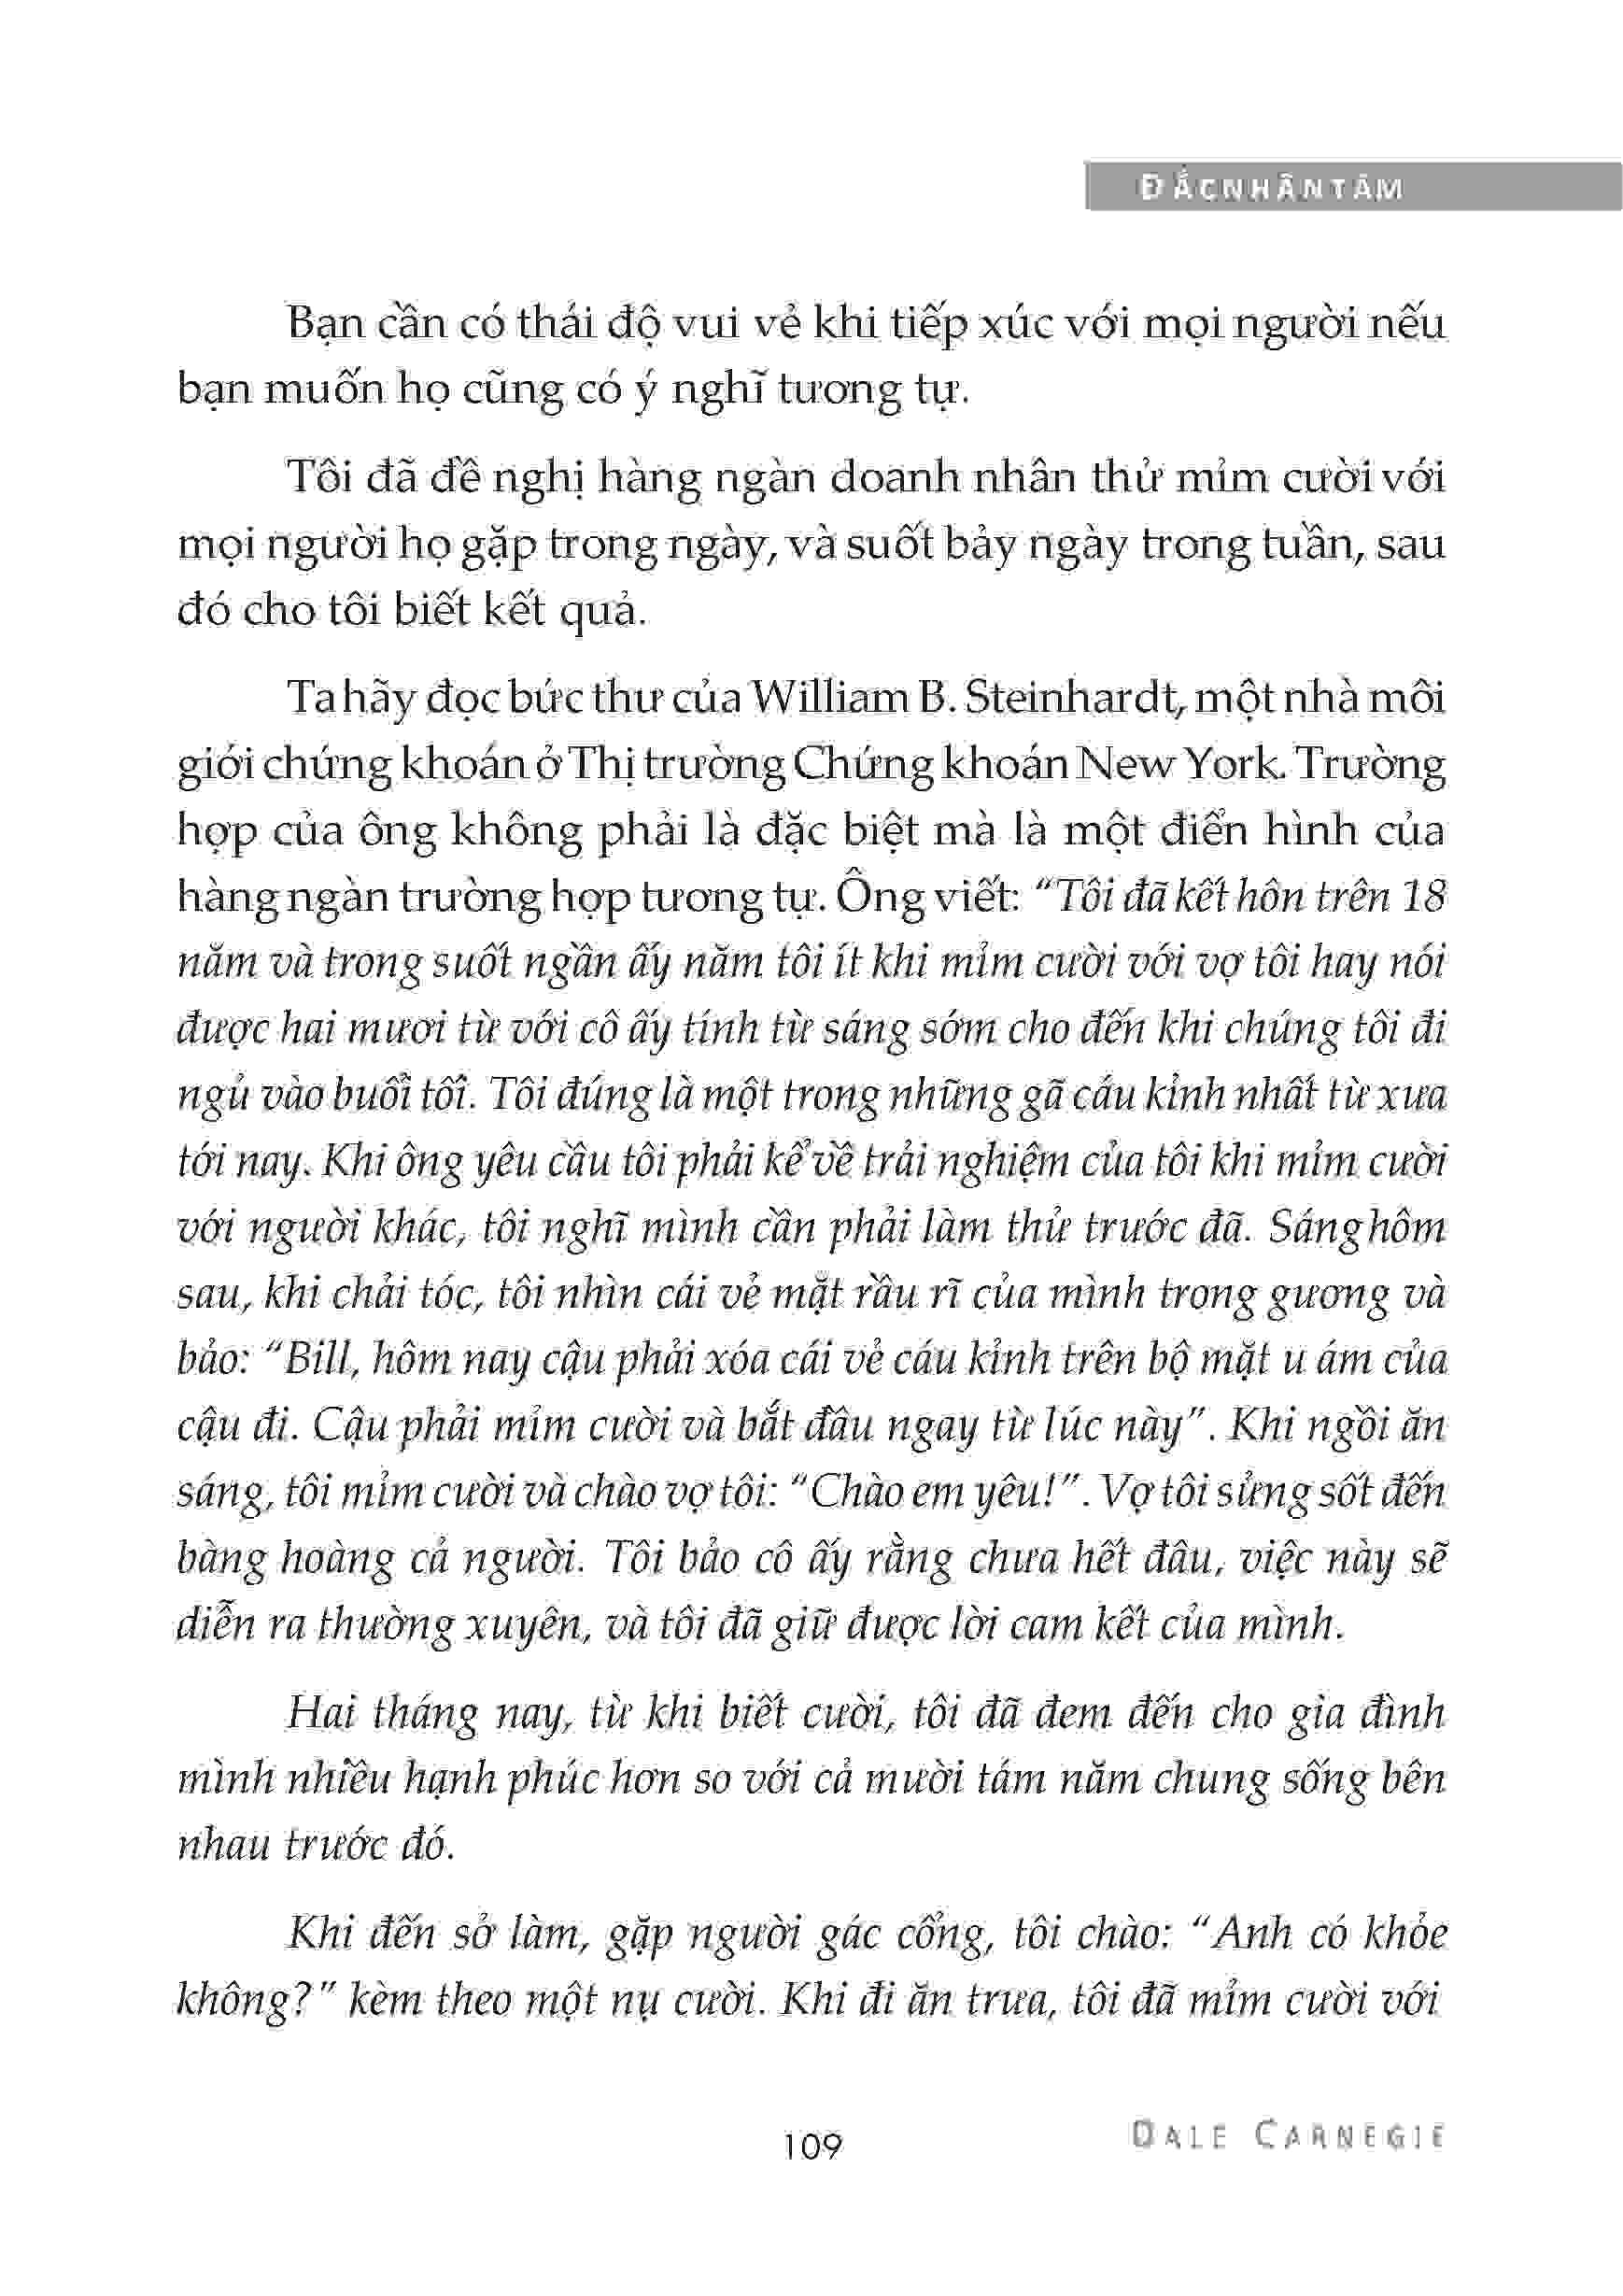 ĐẮC NHÂN TÂM
Bạn cần có thái độ vui vẻ khi tiếp xúc với mọi người nếu
bạn muốn họ cũng có ý nghĩ tương tự.
Tôi đã đề nghị hàng ngàn doanh nhân thử mỉm cười với
mọi người họ gặp trong ngày, và suốt bảy ngày trong tuần, sau
đó cho tôi biết kết quả.
Ta hãy đọc bức thư của William B. Steinhardt, một nhà môi
giới chứng khoán ở Thị trường Chứng khoán New York. Trường
hợp của ông không phải là đặc biệt mà là một điển hình của
hàng ngàn trường hợp tương tự. Ông viết: “Tôi đã kết hôn trên 18
năm và trong suốt ngần ấy năm tôi ít khi mỉm cười với vợ tôi hay nói
được hai mươi từ với cô ấy tính từ sáng sớm cho đến khi chúng tôi đi
ngủ vào buổi tối. Tôi đúng là một trong những gã cáu kỉnh nhất từ xưa
tới nay. Khi ông yêu cầu tôi phải kể về trải nghiệm của tôi khi mỉm cười
với người khác, tôi nghĩ mình cần phải làm thử trước đã. Sáng hôm
sau, khi chải tóc, tôi nhìn cái vẻ mặt rầu rĩ của mình trong gương và
bảo: “Bill, hôm nay cậu phải xóa cái vẻ cáu kỉnh trên bộ mặt u ám của
cậu đi. Cậu phải mỉm cười và bắt đầu ngay từ lúc này”. Khi ngồi ăn
sáng, tôi mỉm cười và chào vợ tôi: “Chào em yêu!”. Vợ tôi sửng sốt đến
bàng hoàng cả người. Tôi bảo cô ấy rằng chưa hết đâu, việc này sẽ
diễn ra thường xuyên, và tôi đã giữ được lời cam kết của mình.
Hai tháng nay, từ khi biết cười, tôi đã đem đến cho gia đình
mình nhiều hạnh phúc hơn so với cả mười tám năm chung sống bên
nhau trước đó.
Khi đến sở làm, gặp người gác cổng, tôi chào: “Anh có khỏe
không?” kèm theo một nụ cười. Khi đi ăn trưa, tôi đã mỉm cười với
109
DALE CARNEGIE